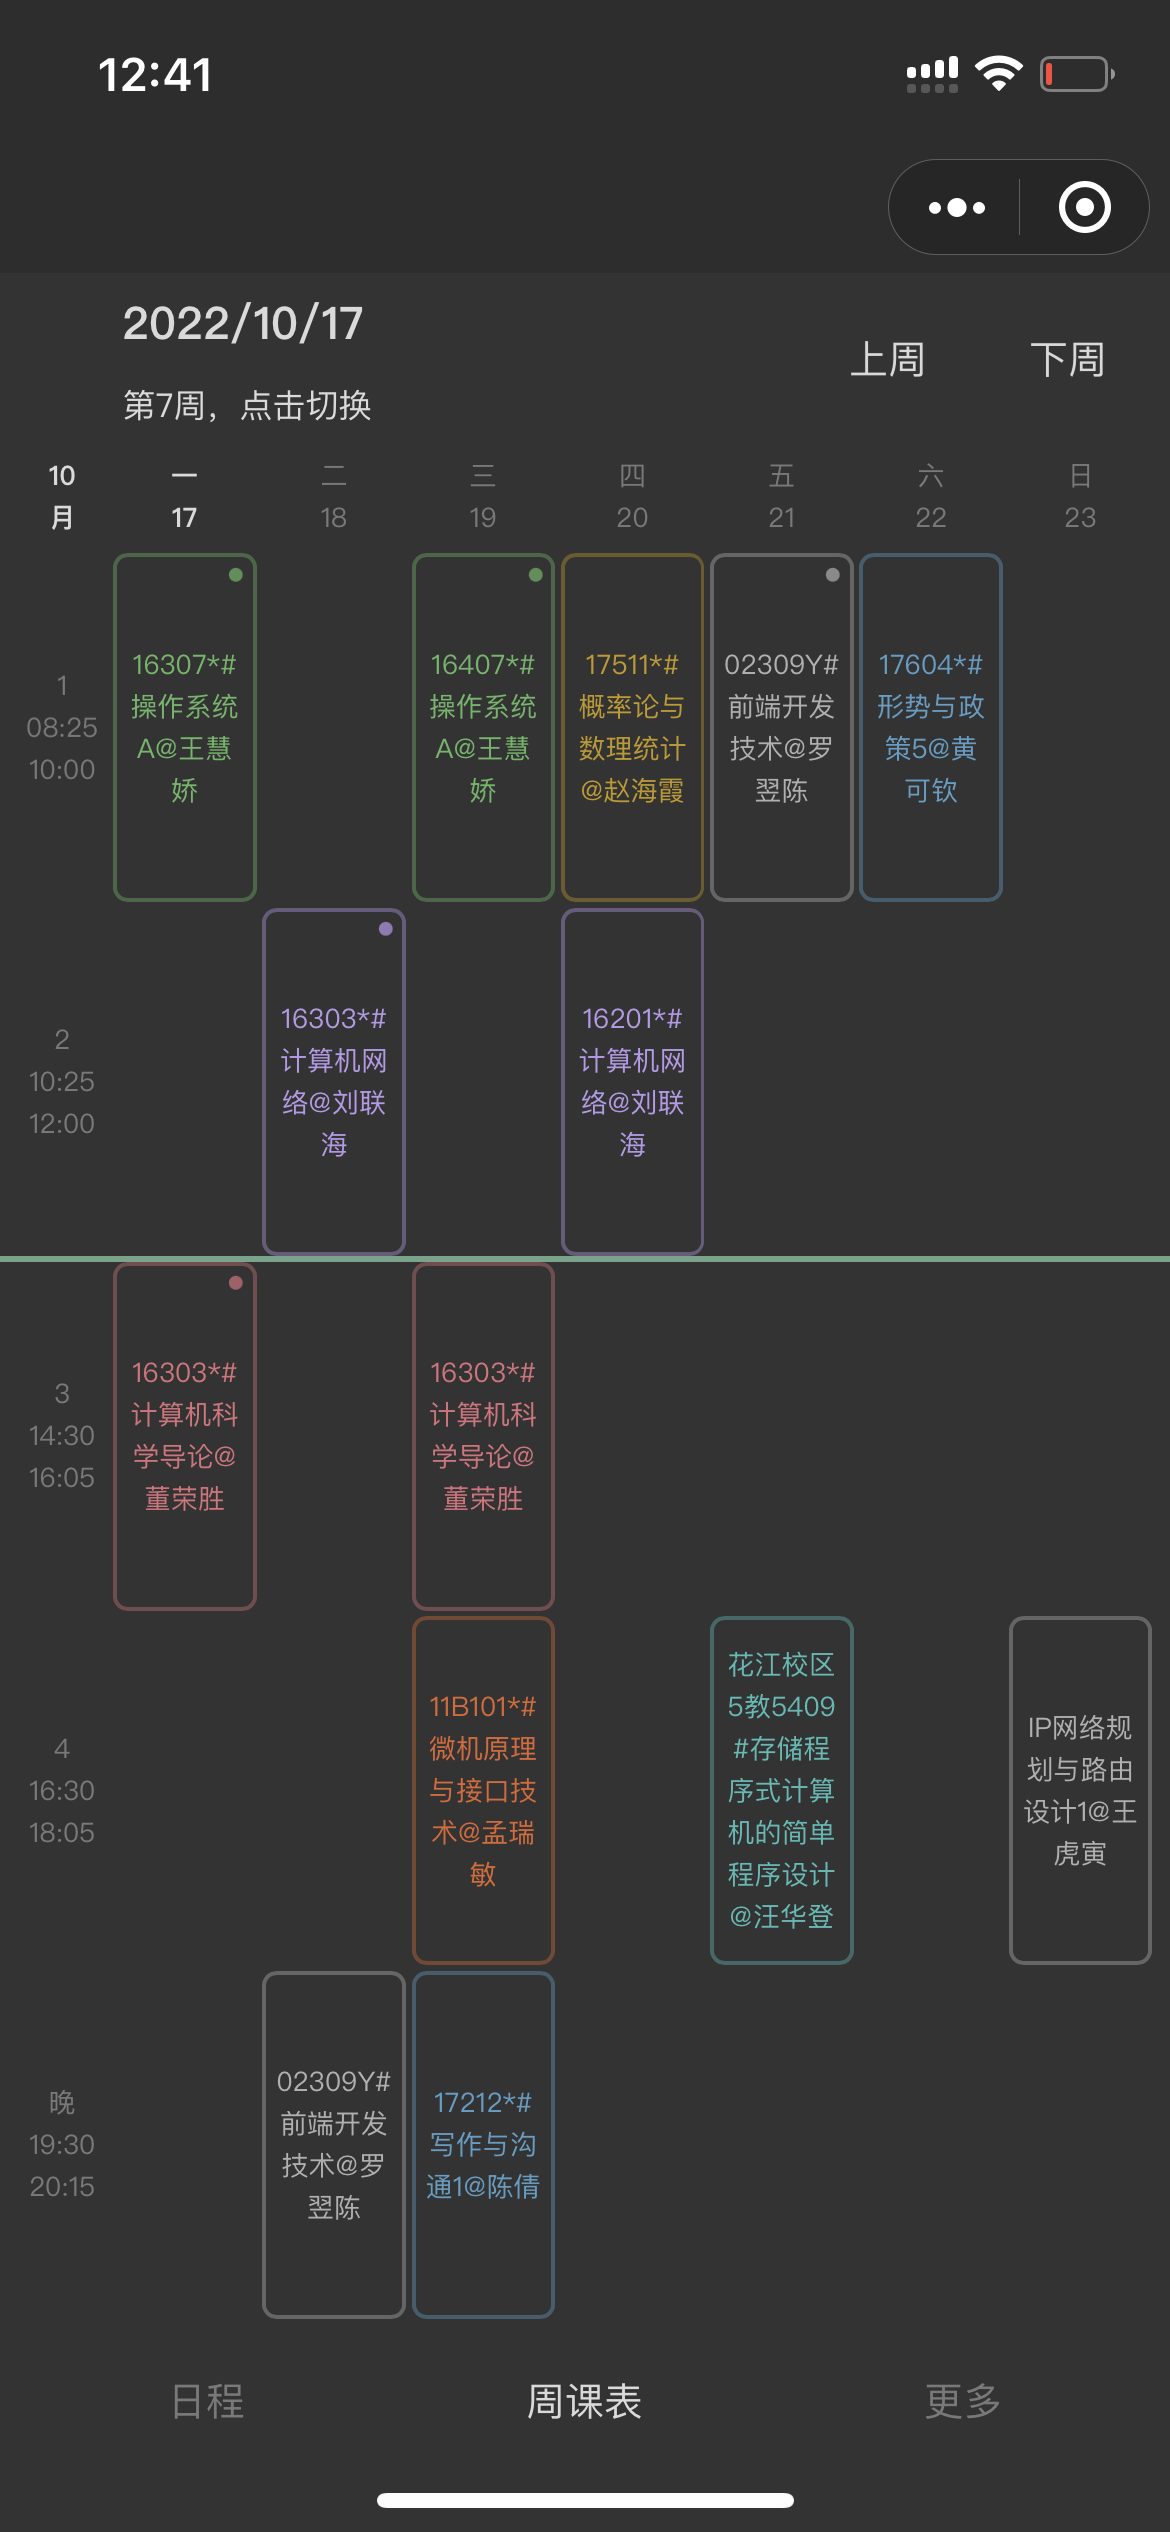 12:41
2022/10/17
第7周，点击切换
上周
下周
10
月
一
17
二
18
三
19
四
20
五
21
六
22
日
23
1
08:25
10:00
16307*#
操作系统
A@王慧
娇
16407*#
操作系统
A@王慧
娇
17511*#
概率论与
数理统计
@赵海霞
02309Y#
前端开发
技术@罗
翌陈
17604*#
形势与政
策5@黄
可钦
2
10:25
12:00
16303*#
计算机网
络@刘联
海
16201*#
计算机网
络@刘联
海
3
14:30
16:05
16303*#
计算机科
学导论@
董荣胜
16303*#
计算机科
学导论@
董荣胜
4
16:30
18:05
11B101*#
微机原理
与接口技
术@孟瑞
敏
花江校区
5教5409
#存储程
序式计算
机的简单
程序设计
@汪华登
IP网络规
划与路由
设计1@王
虎寅
晚
19:30
20:15
02309Y#
前端开发
技术@罗
翌陈
17212*#
写作与沟
通1@陈倩
日程
周课表
更多